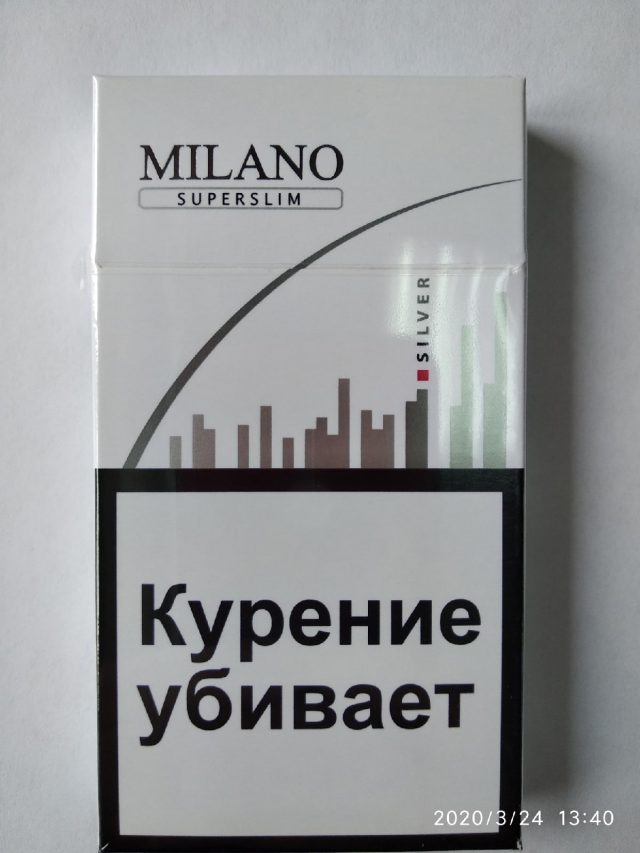 MILANO
SUPERSLIM
SILVER
Курение
убивает
2020/3/24 13:40